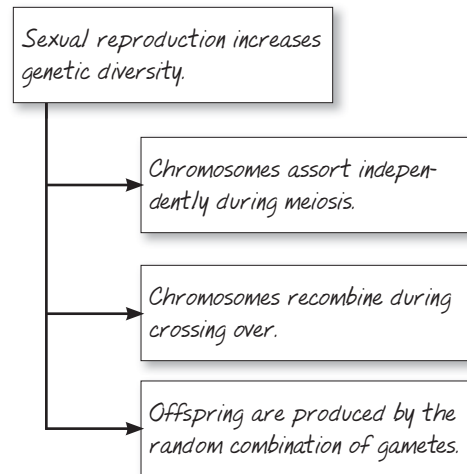 Sexual reproduction increases
genetic diversity.
Chromosomes assort indepen-
dently during meiosis.
Chromosomes recombine during
crossing over.
Offspring are produced by the
random combination of gametes.